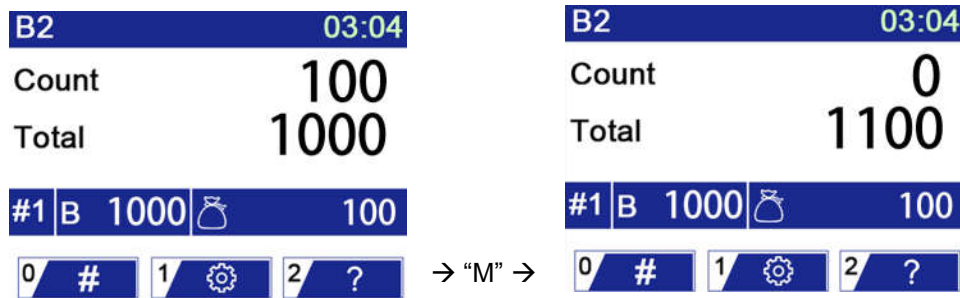 B2 03:04
Count 100
Total 1000
#1 B 1000 100
0 # 1 2 ?
→ “M” →
B2 03:04
Count 0
Total 1100
#1 B 1000 100
0 # 1 2 ?